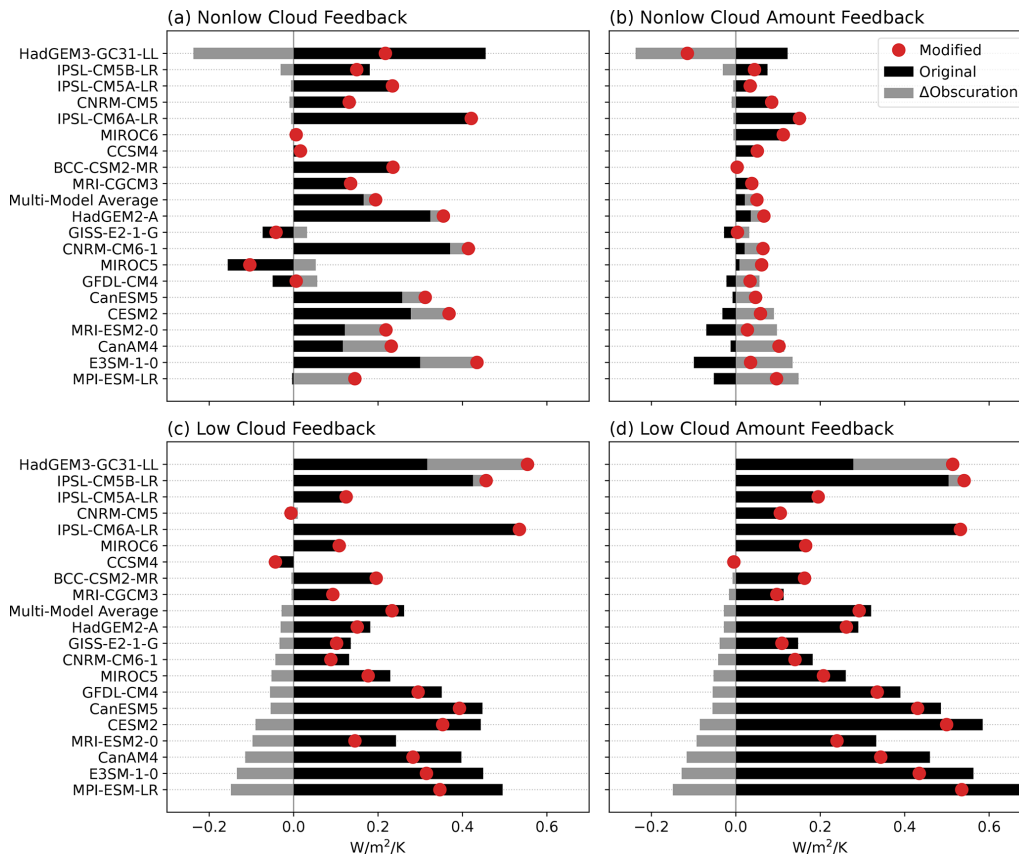 (a) Nonlow Cloud Feedback
(b) Nonlow Cloud Amount Feedback
HadGEM3-GC31-LL
IPSL-CM5B-LR
IPSL-CM5A-LR
CNRM-CM5
IPSL-CM6A-LR
MIROC6
CCSM4
BCC-CSM2-MR
MRI-CGCM3
Multi-Model Average
HadGEM2-A
GISS-E2-1-G
CNRM-CM6-1
MIROC5
GFDL-CM4
CanESM5
CESM2
MRI-ESM2-0
CanAM4
E3SM-1-0
MPI-ESM-LR
Modified
Original
ΔObscuration
(c) Low Cloud Feedback
(d) Low Cloud Amount Feedback
HadGEM3-GC31-LL
IPSL-CM5B-LR
IPSL-CM5A-LR
CNRM-CM5
IPSL-CM6A-LR
MIROC6
CCSM4
BCC-CSM2-MR
MRI-CGCM3
Multi-Model Average
HadGEM2-A
GISS-E2-1-G
CNRM-CM6-1
MIROC5
GFDL-CM4
CanESM5
CESM2
MRI-ESM2-0
CanAM4
E3SM-1-0
MPI-ESM-LR
−0.2 0.0 0.2 0.4 0.6
−0.2 0.0 0.2 0.4 0.6
W/m²/K
W/m²/K